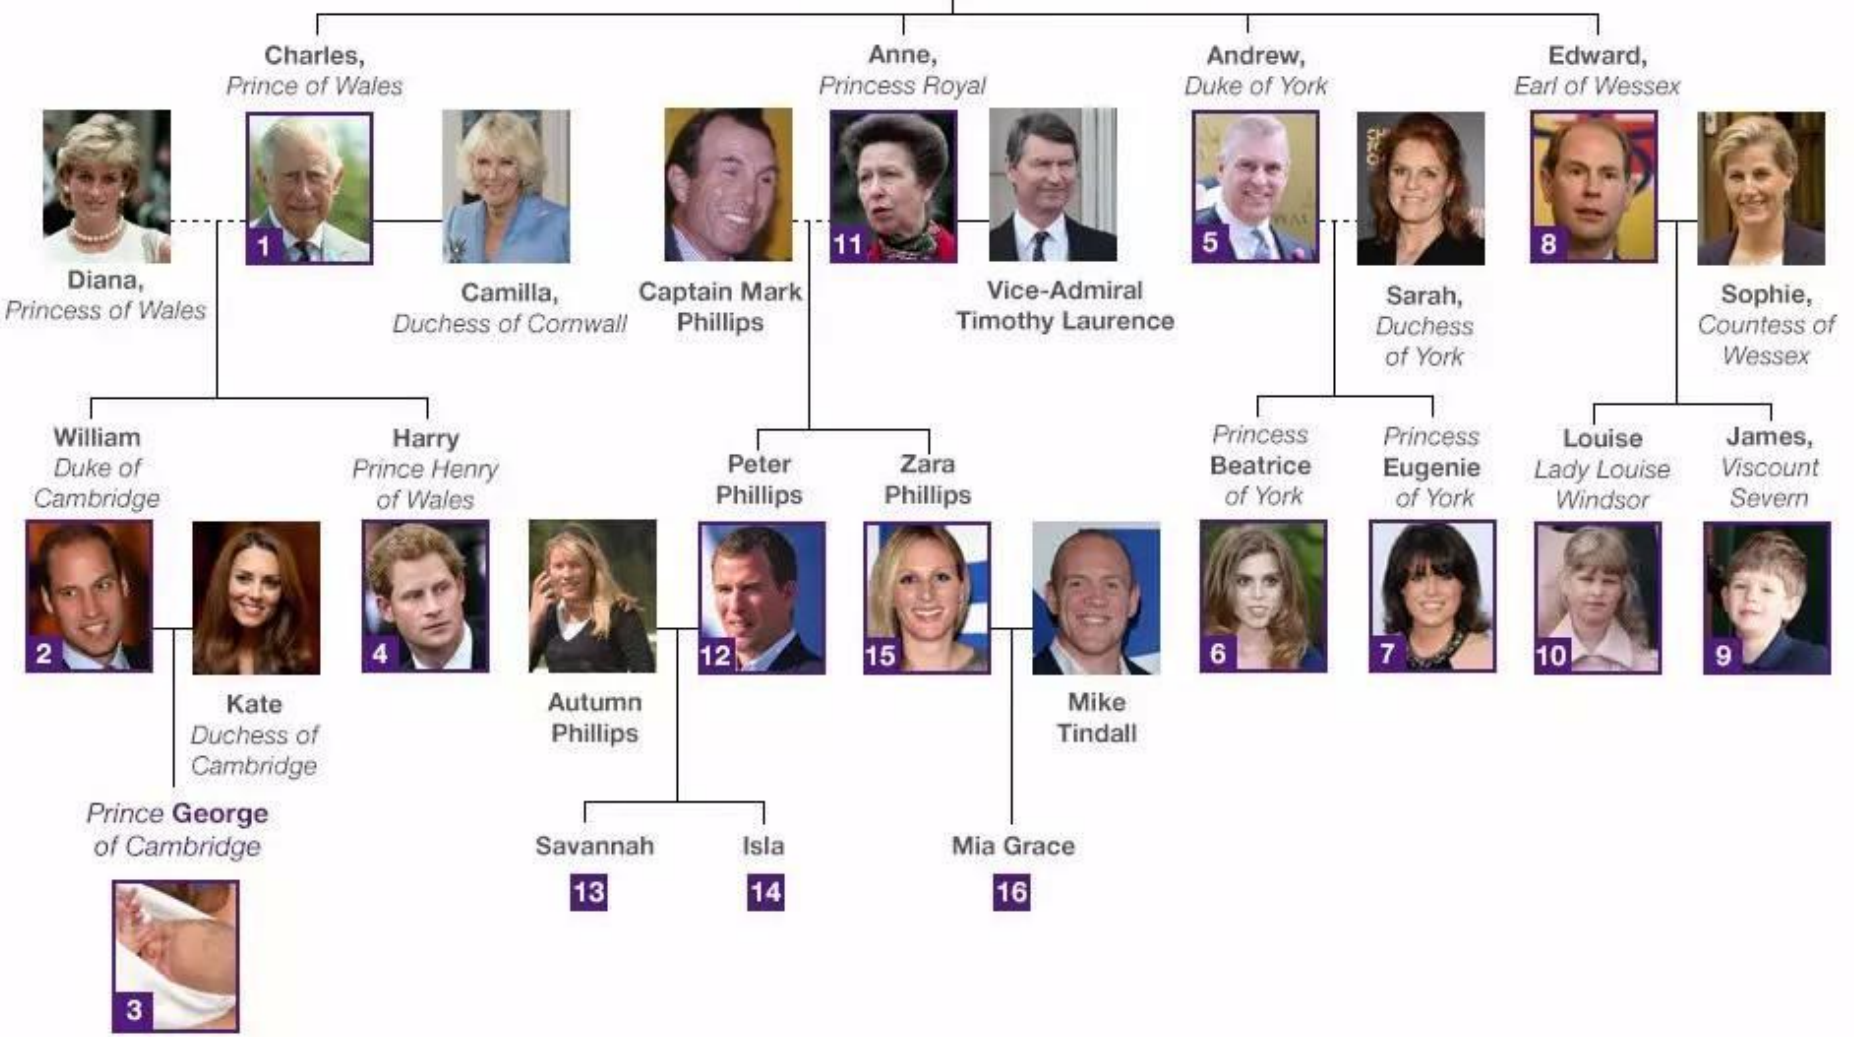 Charles,
Prince of Wales
Anne,
Princess Royal
Andrew,
Duke of York
Edward,
Earl of Wessex
1
11
5
8
Diana,
Princess of Wales
Camilla,
Duchess of Cornwall
Captain Mark
Phillips
Vice-Admiral
Timothy Laurence
Sarah,
Duchess
of York
Sophie,
Countess of
Wessex
William
Duke of
Cambridge
Harry
Prince Henry
of Wales
Peter
Phillips
Zara
Phillips
Princess
Beatrice
of York
Princess
Eugenie
of York
Louise
Lady Louise
Windsor
James,
Viscount
Severn
2
4
12
15
6
7
10
9
Kate
Duchess of
Cambridge
Autumn
Phillips
Mike
Tindall
Prince George
of Cambridge
Savannah
Isla
Mia Grace
13
14
16
3